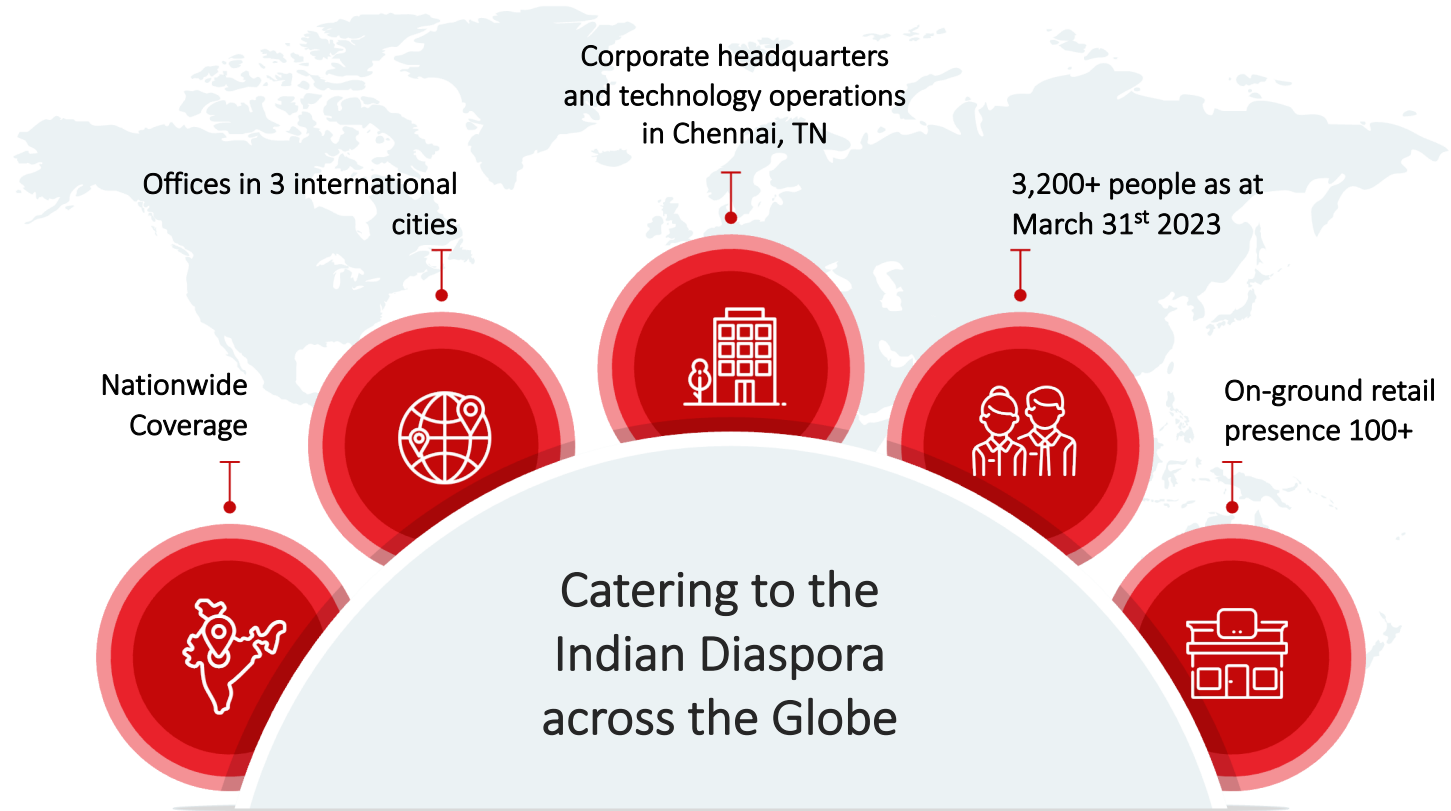 Corporate headquarters
and technology operations
in Chennai, TN
Offices in 3 international
cities
3,200+ people as at
March 31st 2023
Nationwide
Coverage
On-ground retail
presence 100+
Catering to the
Indian Diaspora
across the Globe